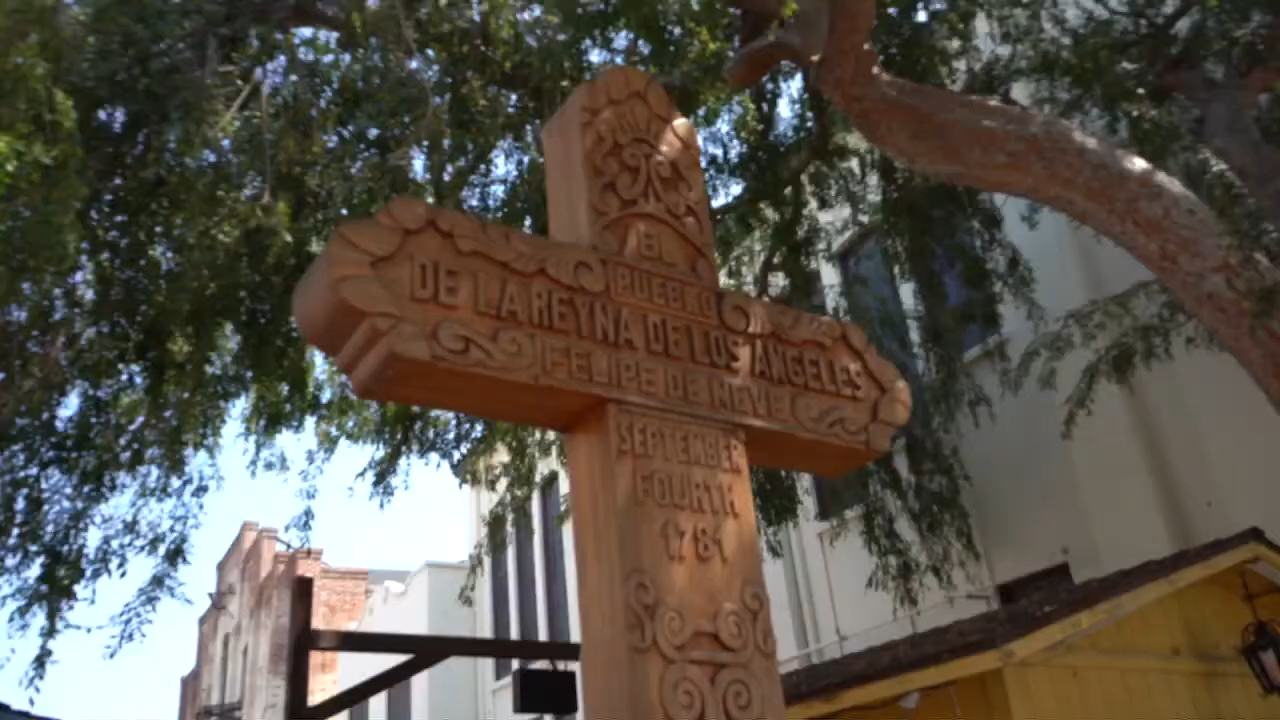 EL
PUEBLO
DE LA REYNA DE LOS ANGELES
FELIPE DE NEVE
SEPTEMBER
FOURTH
1781